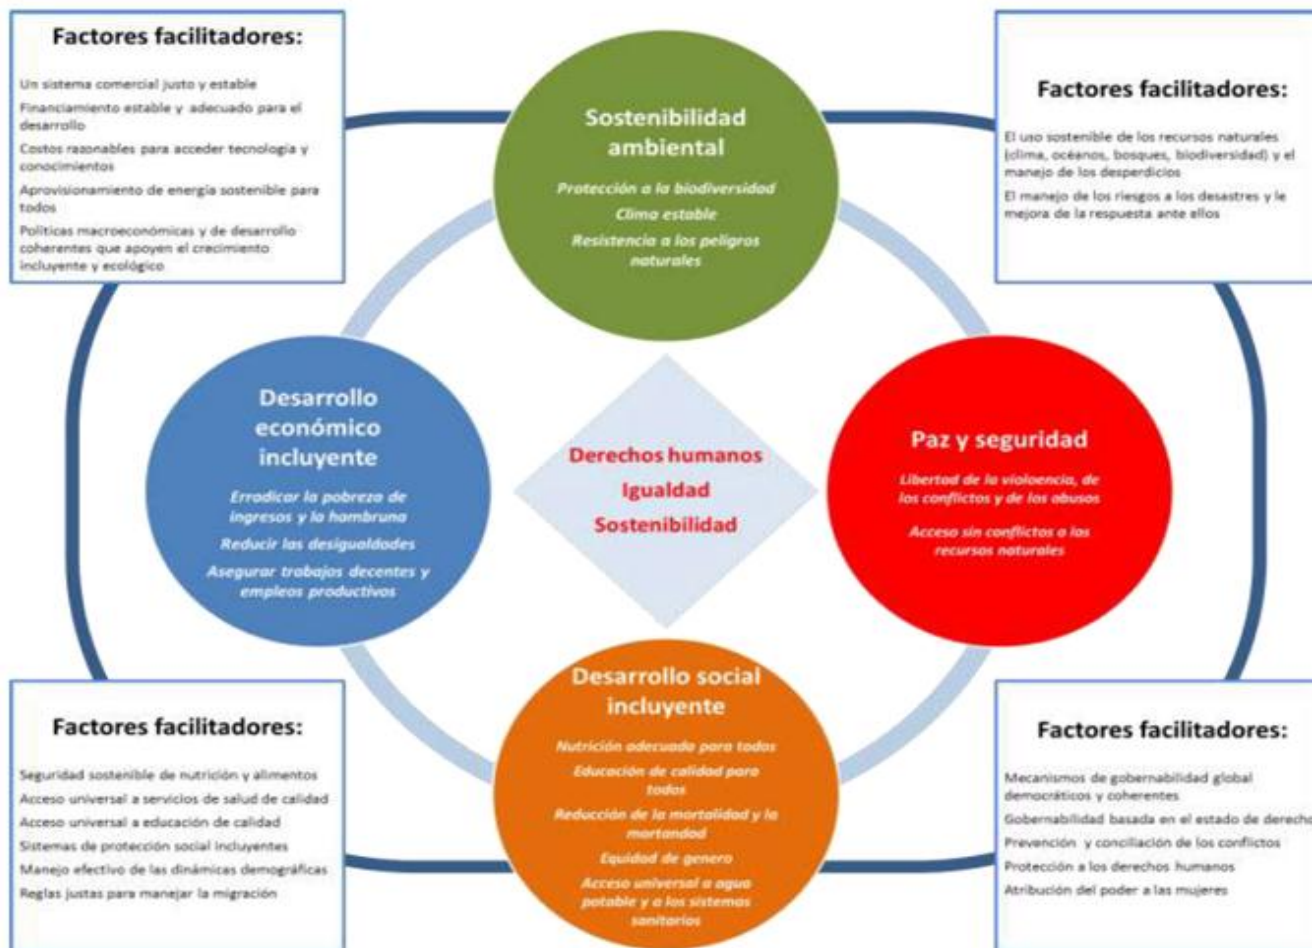 Factores facilitadores:
Un sistema comercial justo y estable
Financiamiento estable y adecuado para el
desarrollo
Costos razonables para acceder tecnología y
conocimientos
Aprovisionamiento de energía sostenible para
todos
Políticas macroeconómicas y de desarrollo
coherentes que apoyen el crecimiento
incluyente y ecológico
Sostenibilidad
ambiental
Protección a la biodiversidad
Clima estable
Resistencia a los peligros
naturales
Factores facilitadores:
El uso sostenible de los recursos naturales
(clima, océanos, bosques, biodiversidad) y el
manejo de los desperdicios
El manejo de los riesgos a los desastres y le
mejora de la respuesta ante ellos
Desarrollo
económico
incluyente
Erradicar la pobreza de
ingresos y la hambruna
Reducir las desigualdades
Asegurar trabajos decentes y
empleos productivos
Derechos humanos
Igualdad
Sostenibilidad
Paz y seguridad
Libertad de la violoencia, de
los conflictos y de los abusos
Acceso sin conflictos a los
recursos naturales
Factores facilitadores:
Seguridad sostenible de nutrición y alimentos
Acceso universal a servicios de salud de calidad
Acceso universal a educación de calidad
Sistemas de protección social incluyentes
Manejo efectivo de las dinámicas demográficas
Reglas justas para manejar la migración
Desarrollo social
incluyente
Nutrición adecuada para todos
Educación de calidad para
todos
Reducción de la mortalidad y la
mortandad
Equidad de genero
Acceso universal a agua
potable y a los sistemas
sanitarios
Factores facilitadores:
Mecanismos de gobernabilidad global
democráticos y coherentes
Gobernabilidad basada en el estado de derecho
Prevención y conciliación de los conflictos
Protección a los derechos humanos
Atribución del poder a las mujeres